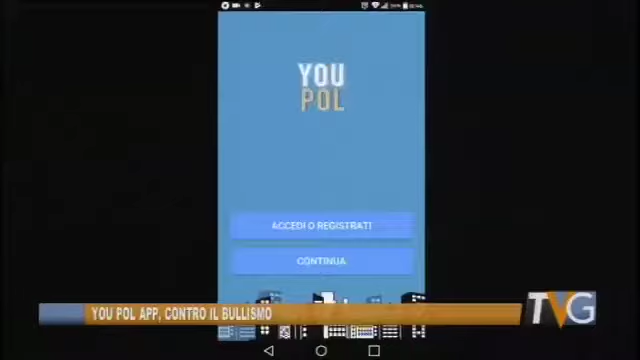 YOU
POL
ACCEDI O REGISTRATI
CONTINUA
YOU POL APP, CONTRO IL BULLISMO
TVG